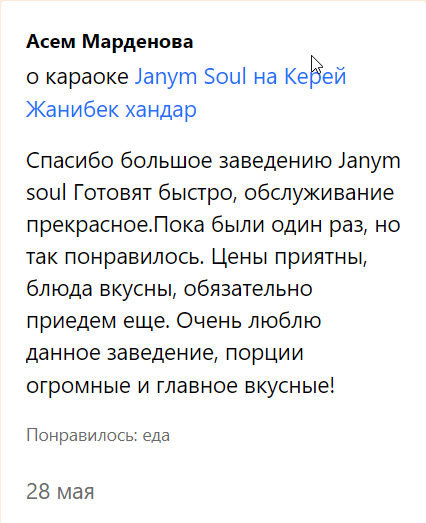 Асем Марденова
о караоке Janym Soul на Керей
Жанибек хандар
Спасибо большое заведению Janym
soul Готовят быстро, обслуживание
прекрасное.Пока были один раз, но
так понравилось. Цены приятны,
блюда вкусны, обязательно
приедем еще. Очень люблю
данное заведение, порции
огромные и главное вкусные!
Понравилось: еда
28 мая